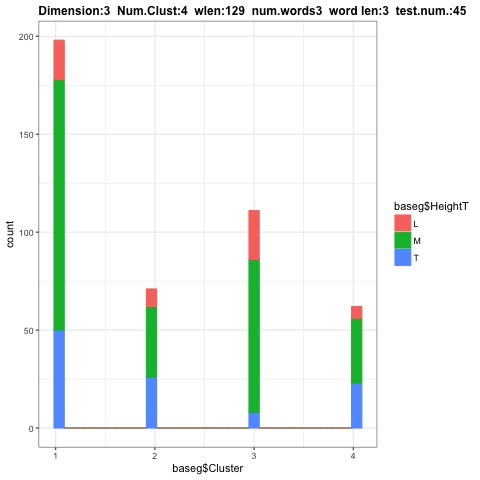 Dimension:3 Num.Clust:4 wlen:129 num.words3 word len:3 test.num.:45
200
150
100
50
0
count
1 2 3 4
baseg$Cluster
baseg$HeightT
L
M
T